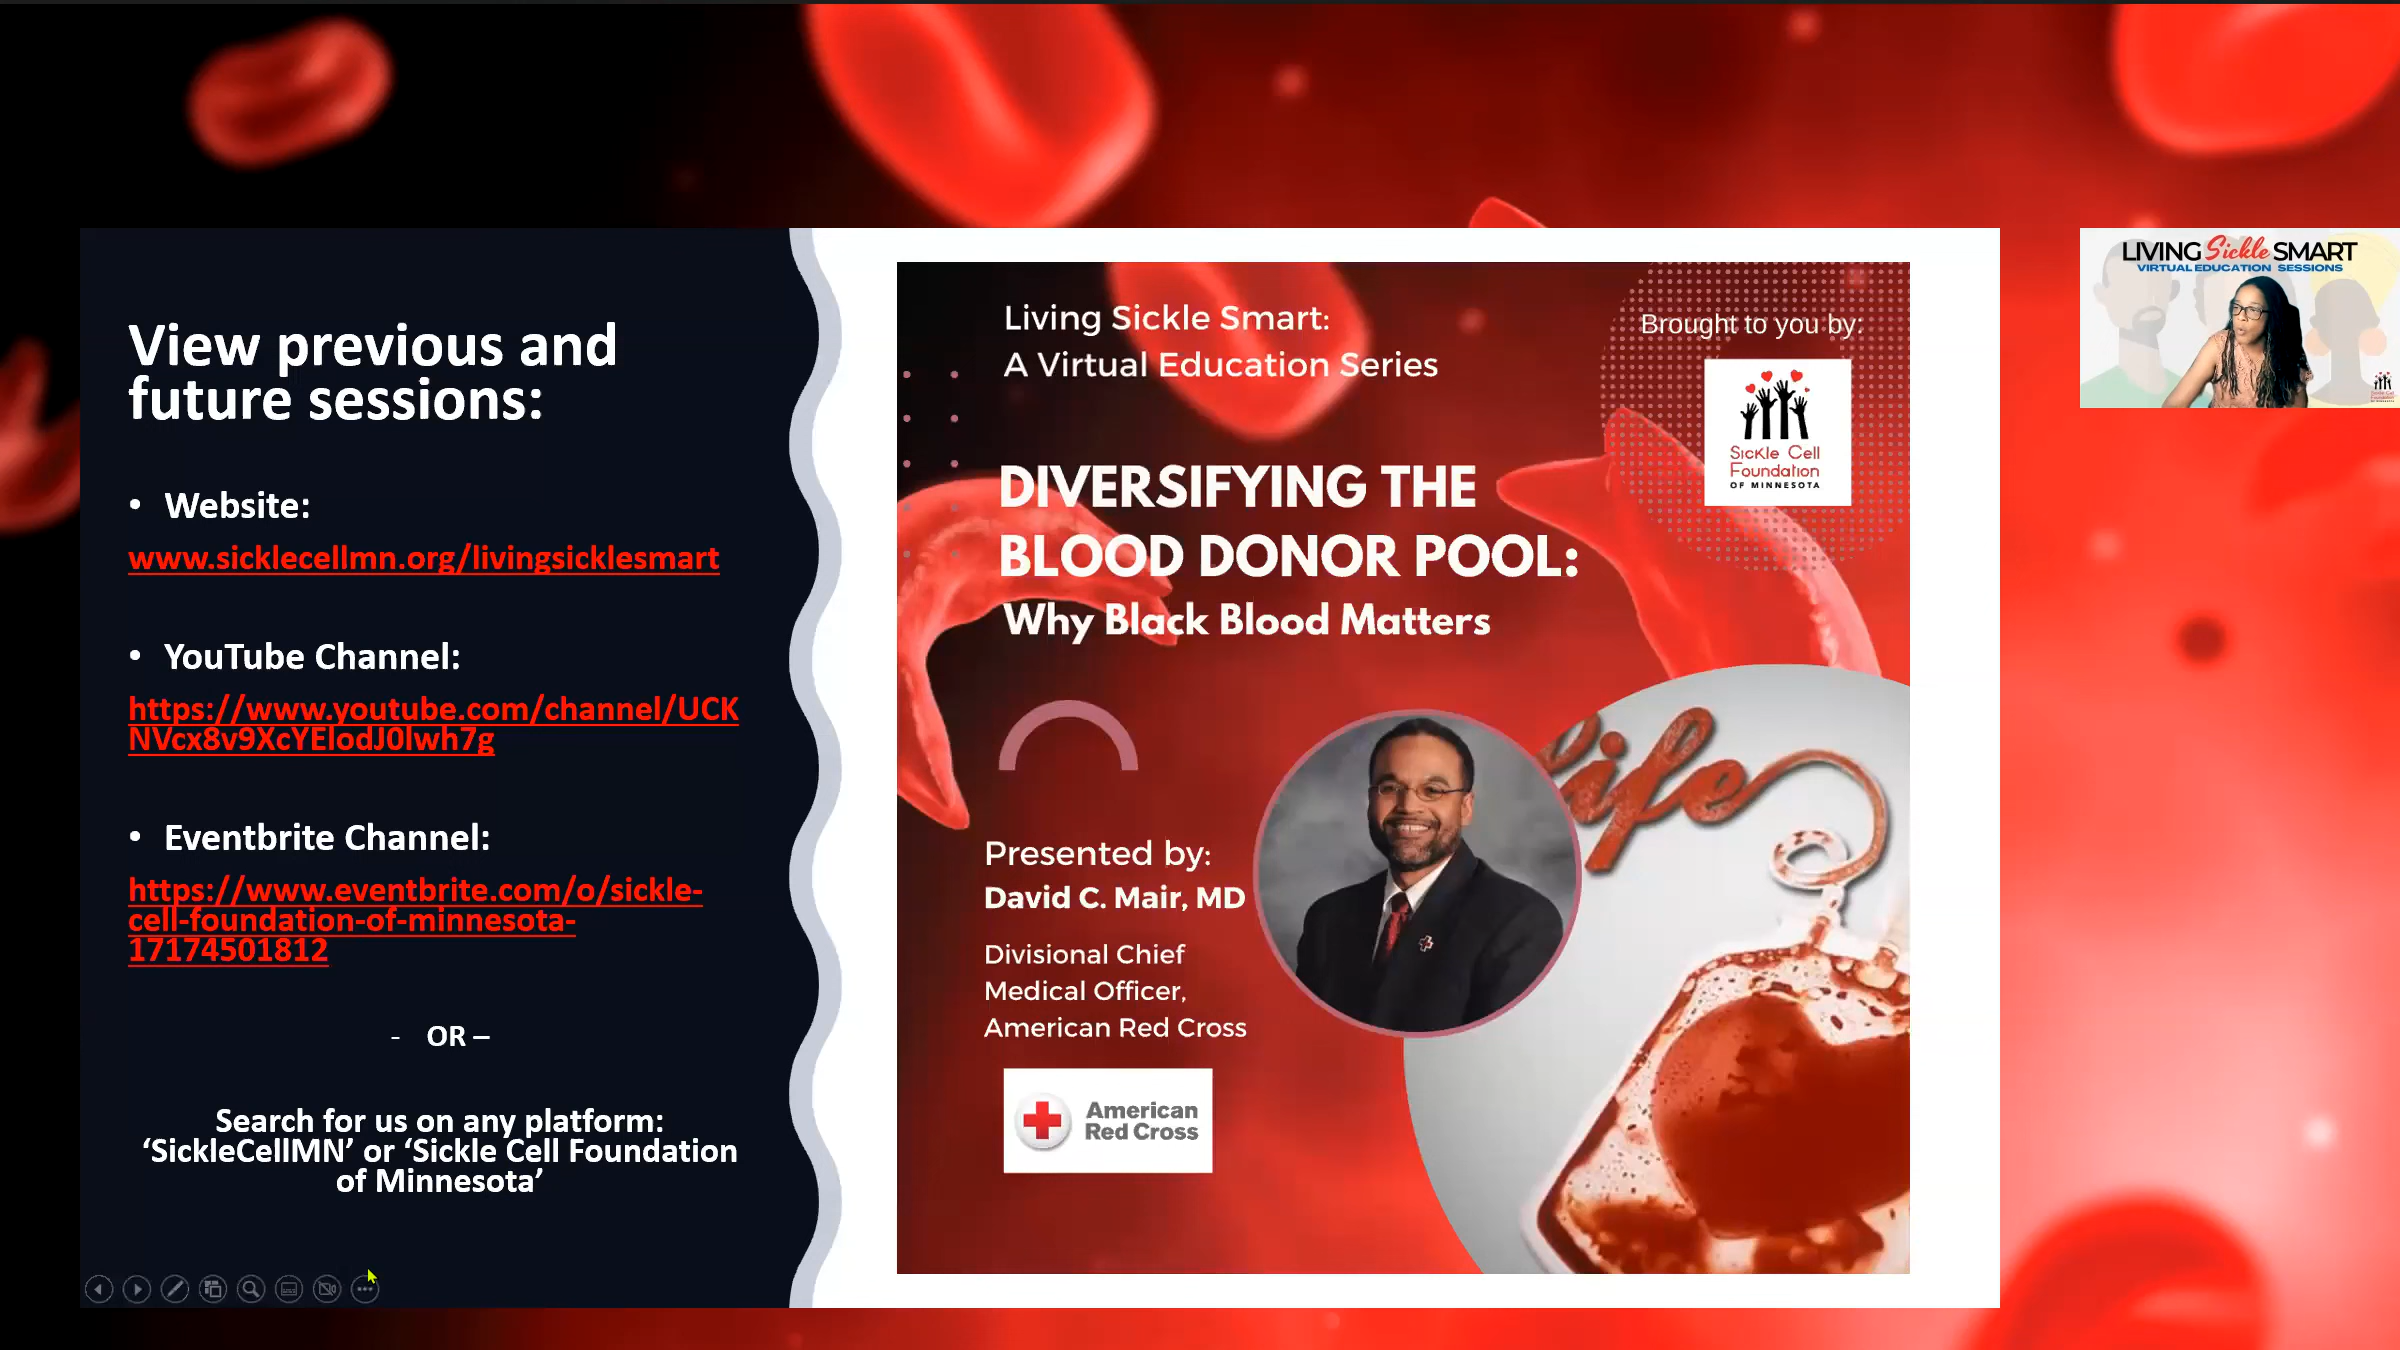 View previous and
future sessions:
• Website:
www.sicklecellmn.org/livingsicklesmart
• YouTube Channel:
https://www.youtube.com/channel/UCK
NVcx8v9XcYElodJ0lwh7g
• Eventbrite Channel:
https://www.eventbrite.com/o/sickle-
cell-foundation-of-minnesota-
17174501812
- OR –
Search for us on any platform:
‘SickleCellMN’ or ‘Sickle Cell Foundation
of Minnesota’
Living Sickle Smart:
A Virtual Education Series
Brought to you by:
Sickle Cell
Foundation
OF MINNESOTA
DIVERSIFYING THE
BLOOD DONOR POOL:
Why Black Blood Matters
life
Presented by:
David C. Mair, MD
Divisional Chief
Medical Officer,
American Red Cross
American
Red Cross
LIVING Sickle SMART
VIRTUAL EDUCATION SESSIONS